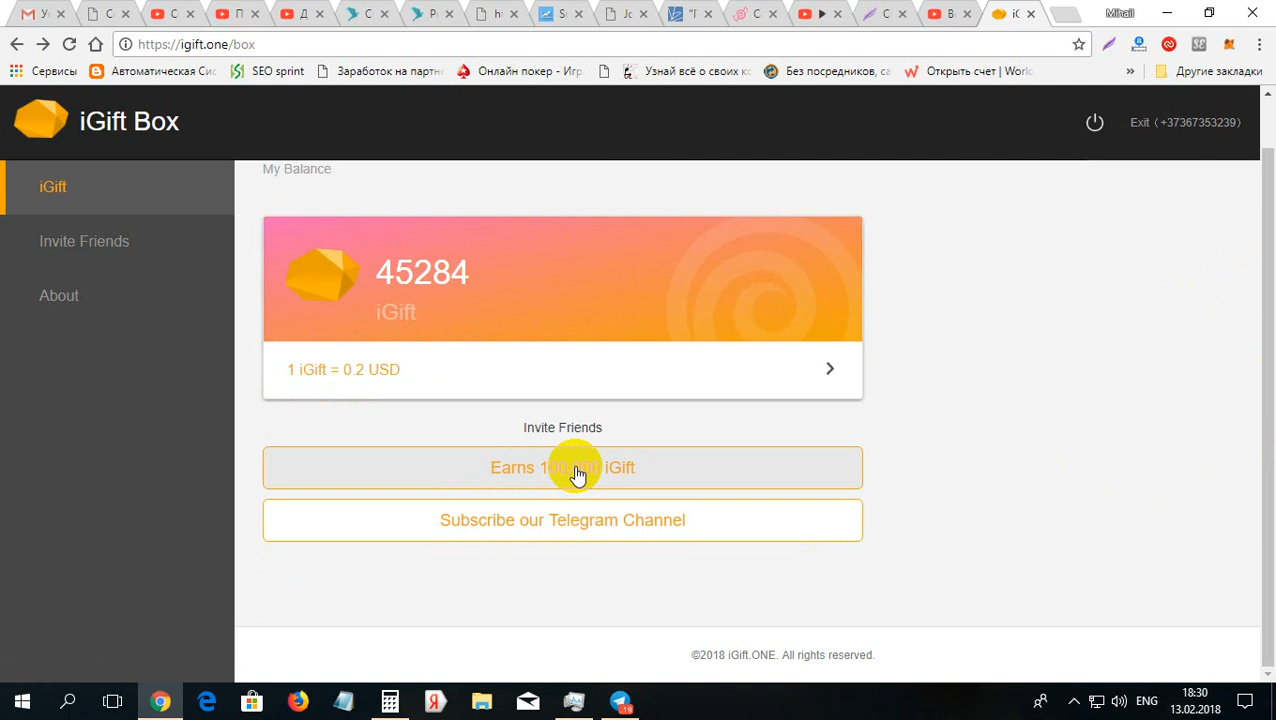 Mihail
https://igift.one/box
Сервисы
Автоматическая Сис
SEO sprint
Заработок на партн
Онлайн покер - Игр
Узнай всё о своих кс
Без посредников, са
Открыть счет | Worl
»
Другие закладки
iGift Box
Exit (+37367353239)
iGift
Invite Friends
About
My Balance
45284
iGift
1 iGift = 0.2 USD
Invite Friends
Earns 100,000 iGift
Subscribe our Telegram Channel
©2018 iGift.ONE. All rights reserved.
ENG
18:30
13.02.2018